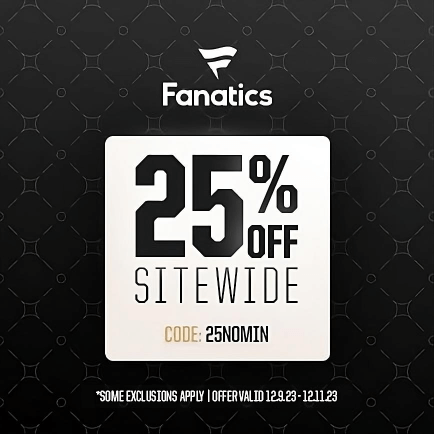 Fanatics
25%
OFF
SITEWIDE
CODE: 25NOMIN
*SOME EXCLUSIONS APPLY | OFFER VALID 12.9.23 - 12.11.23